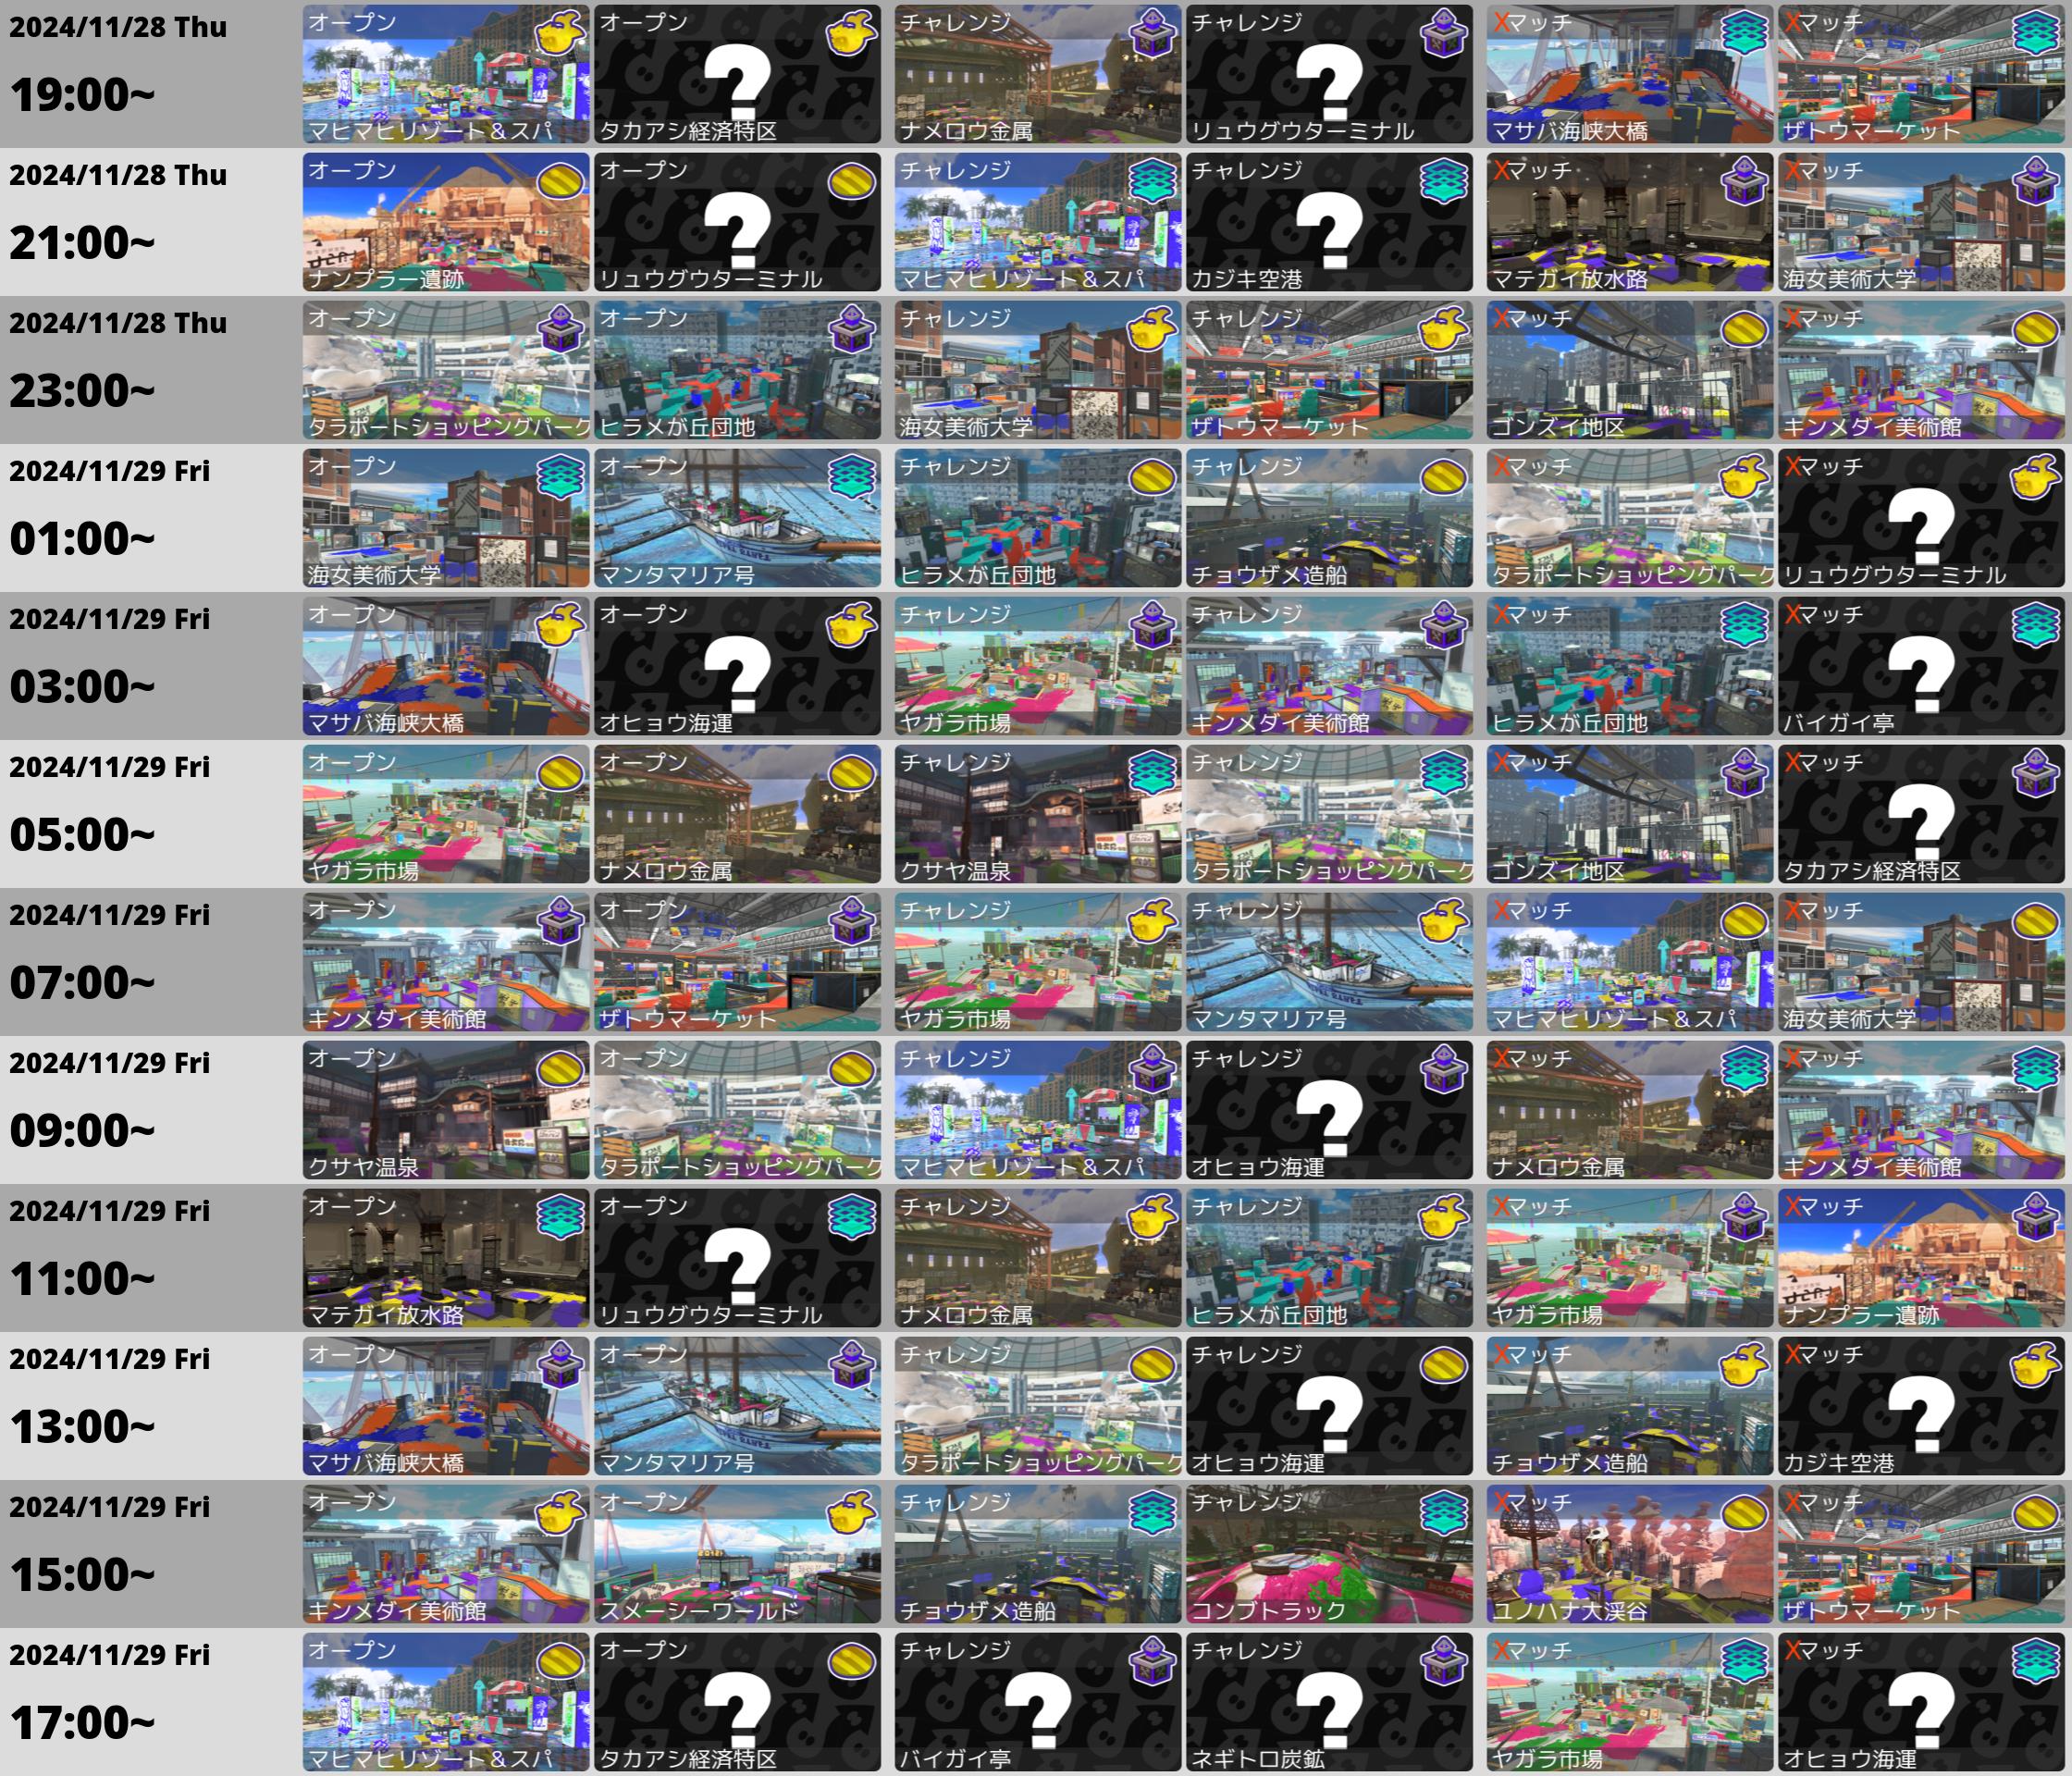 2024/11/28 Thu
19:00~
オープン
マヒマヒリゾート＆スパ
オープン
?
タカアシ経済特区
チャレンジ
ナメロウ金属
チャレンジ
?
リュウグウターミナル
Xマッチ
マサバ海峡大橋
Xマッチ
ザトウマーケット
2024/11/28 Thu
21:00~
オープン
ナンプラー遺跡
オープン
?
リュウグウターミナル
チャレンジ
マヒマヒリゾート＆スパ
チャレンジ
?
カジキ空港
Xマッチ
マテガイ放水路
Xマッチ
海女美術大学
2024/11/28 Thu
23:00~
オープン
タラポートショッピングパーク
オープン
ヒラメが丘団地
チャレンジ
海女美術大学
チャレンジ
ザトウマーケット
Xマッチ
ゴンズイ地区
Xマッチ
キンメダイ美術館
2024/11/29 Fri
01:00~
オープン
海女美術大学
オープン
マンタマリア号
チャレンジ
ヒラメが丘団地
チャレンジ
チョウザメ造船
Xマッチ
タラポートショッピングパーク
Xマッチ
?
リュウグウターミナル
2024/11/29 Fri
03:00~
オープン
マサバ海峡大橋
オープン
?
オヒョウ海運
チャレンジ
ヤガラ市場
チャレンジ
キンメダイ美術館
Xマッチ
ヒラメが丘団地
Xマッチ
?
バイガイ亭
2024/11/29 Fri
05:00~
オープン
ヤガラ市場
オープン
ナメロウ金属
チャレンジ
クサヤ温泉
チャレンジ
タラポートショッピングパーク
Xマッチ
ゴンズイ地区
Xマッチ
?
タカアシ経済特区
2024/11/29 Fri
07:00~
オープン
キンメダイ美術館
オープン
ザトウマーケット
チャレンジ
ヤガラ市場
チャレンジ
マンタマリア号
Xマッチ
マヒマヒリゾート＆スパ
Xマッチ
海女美術大学
2024/11/29 Fri
09:00~
オープン
クサヤ温泉
オープン
タラポートショッピングパーク
チャレンジ
マヒマヒリゾート＆スパ
チャレンジ
?
オヒョウ海運
Xマッチ
ナメロウ金属
Xマッチ
キンメダイ美術館
2024/11/29 Fri
11:00~
オープン
マテガイ放水路
オープン
?
リュウグウターミナル
チャレンジ
ナメロウ金属
チャレンジ
ヒラメが丘団地
Xマッチ
ヤガラ市場
Xマッチ
ナンプラー遺跡
2024/11/29 Fri
13:00~
オープン
マサバ海峡大橋
オープン
マンタマリア号
チャレンジ
タラポートショッピングパーク
チャレンジ
?
オヒョウ海運
Xマッチ
チョウザメ造船
Xマッチ
?
カジキ空港
2024/11/29 Fri
15:00~
オープン
キンメダイ美術館
オープン
スメーシーワールド
チャレンジ
チョウザメ造船
チャレンジ
コンブトラック
Xマッチ
ユノハナ大渓谷
Xマッチ
ザトウマーケット
2024/11/29 Fri
17:00~
オープン
マヒマヒリゾート＆スパ
オープン
?
タカアシ経済特区
チャレンジ
?
バイガイ亭
チャレンジ
?
ネギトロ炭鉱
Xマッチ
ヤガラ市場
Xマッチ
?
オヒョウ海運